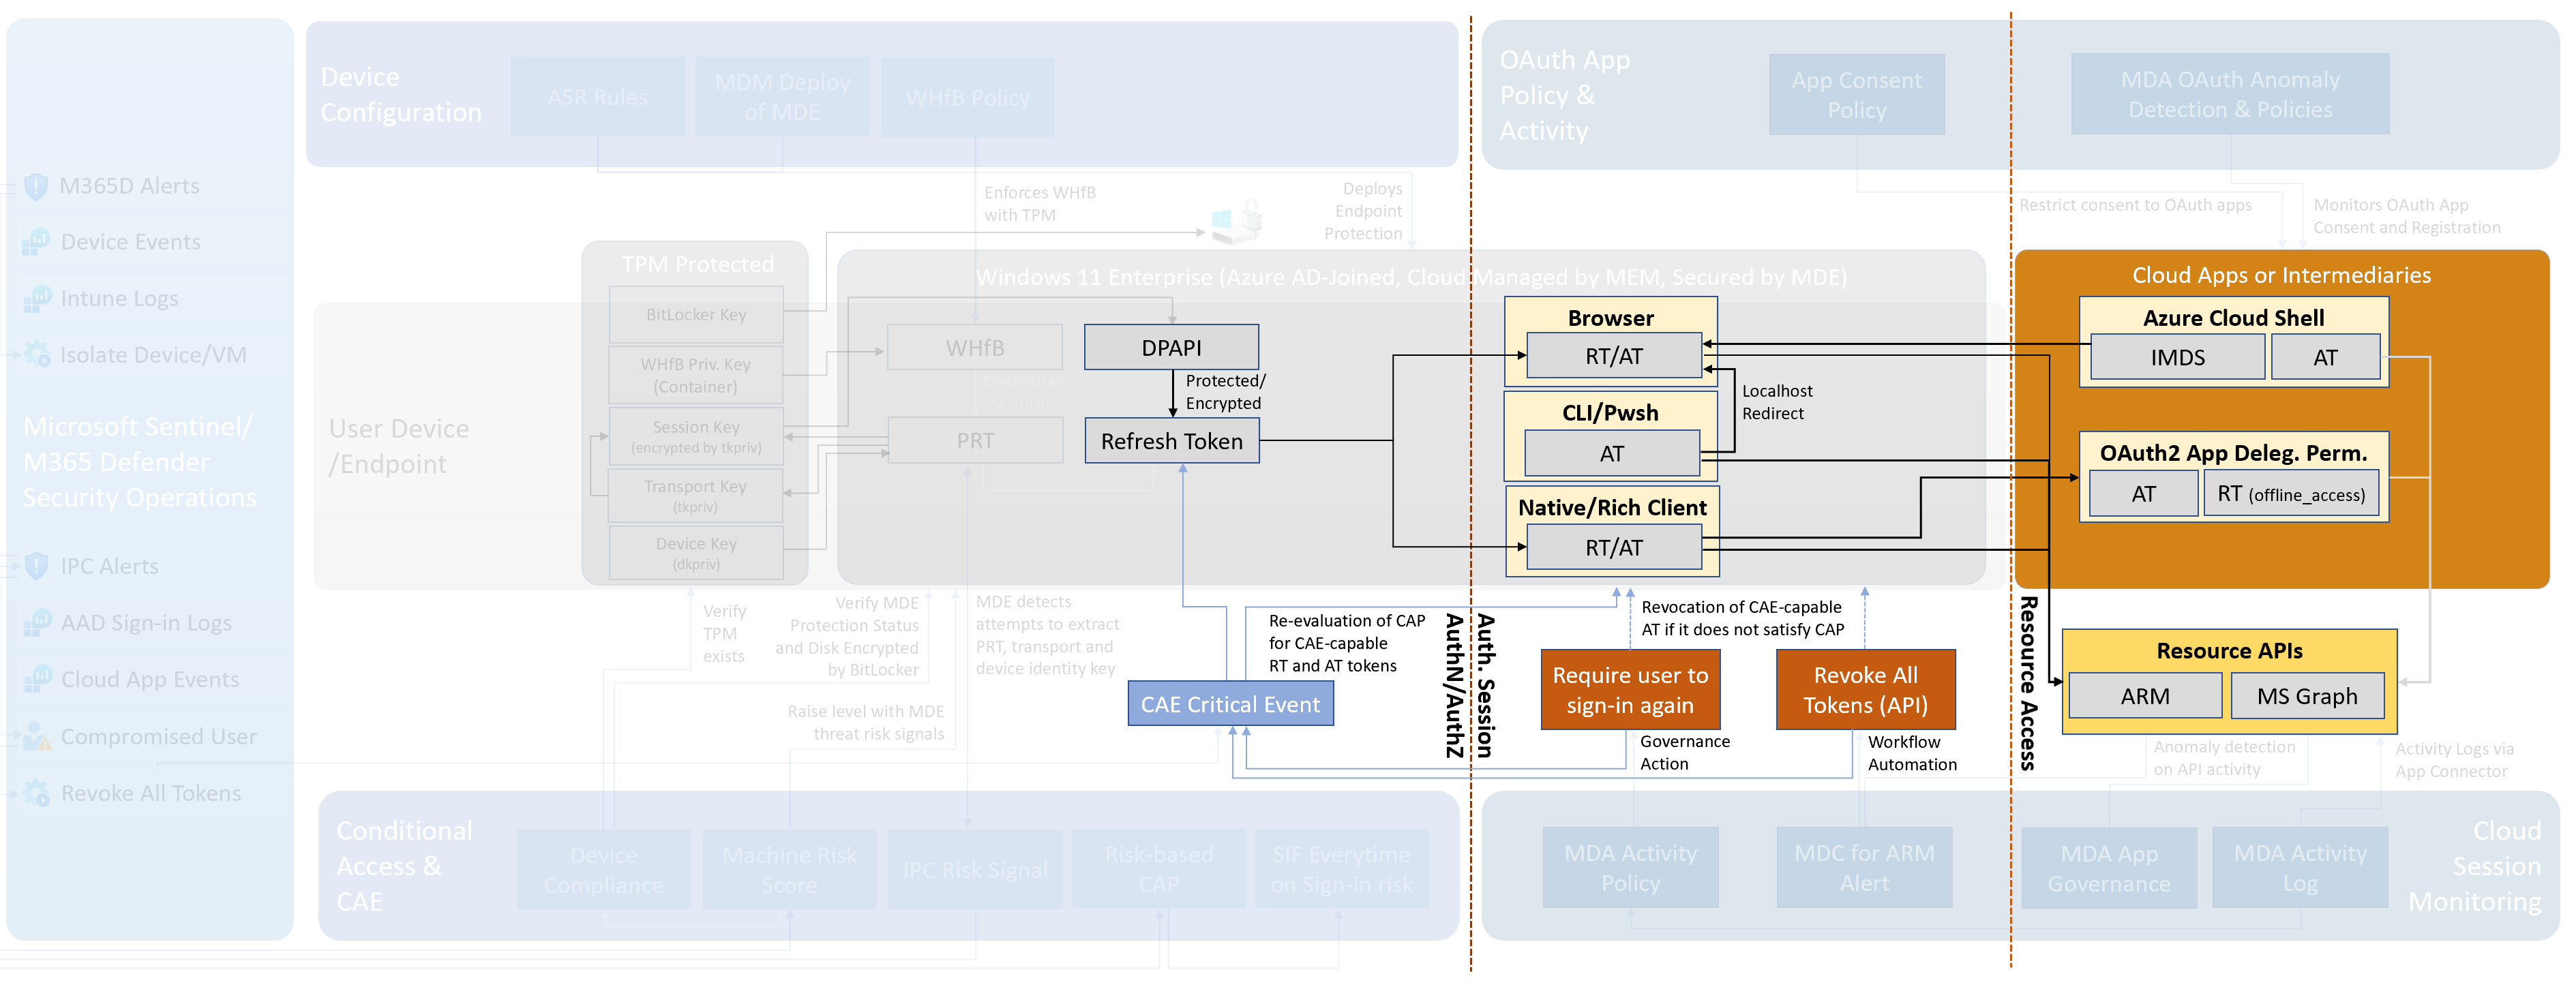 M365D Alerts
Device Events
Intune Logs
Isolate Device/VM
Microsoft Sentinel/
M365 Defender
Security Operations
IPC Alerts
AAD Sign-in Logs
Cloud App Events
Compromised User
Revoke All Tokens
Device
Configuration
ASR Rules
MDM Deploy
of MDE
WHfB Policy
OAuth App
Policy &
Activity
App Consent
Policy
MDA OAuth Anomaly
Detection & Policies
Enforces WHfB
with TPM
Deploys
Endpoint
Protection
Restrict consent to OAuth apps
Monitors OAuth App
Consent and Registration
User Device
/Endpoint
TPM Protected
BitLocker Key
WHfB Priv. Key
(Container)
Session Key
(encrypted by tkpriv)
Transport Key
(tkpriv)
Device Key
(dkpriv)
Windows 11 Enterprise (Azure AD-Joined, Cloud Managed by MEM, Secured by MDE)
WHfB
PRT
DPAPI
Protected/
Encrypted
Refresh Token
Browser
RT/AT
CLI/Pwsh
AT
Native/Rich Client
RT/AT
Localhost
Redirect
Cloud Apps or Intermediaries
Azure Cloud Shell
IMDS
AT
OAuth2 App Deleg. Perm.
AT
RT (offline_access)
Verify
TPM
exists
Verify MDE
Protection Status
and Disk Encrypted
by BitLocker
MDE detects
attempts to extract
PRT, transport and
device identity key
Raise level with MDE
threat risk signals
Re-evaluation of CAP
for CAE-capable
RT and AT tokens
CAE Critical Event
AuthN/AuthZ
Auth. Session
Revocation of CAE-capable
AT if it does not satisfy CAP
Require user to
sign-in again
Revoke All
Tokens (API)
Governance
Action
Workflow
Automation
Resource Access
Resource APIs
ARM
MS Graph
Anomaly detection
on API activity
Activity Logs via
App Connector
Conditional
Access &
CAE
Device
Compliance
Machine Risk
Score
IPC Risk Signal
Risk-based
CAP
SIF Everytime
on Sign-in risk
MDA Activity
Policy
MDC for ARM
Alert
MDA App
Governance
MDA Activity
Log
Cloud
Session
Monitoring